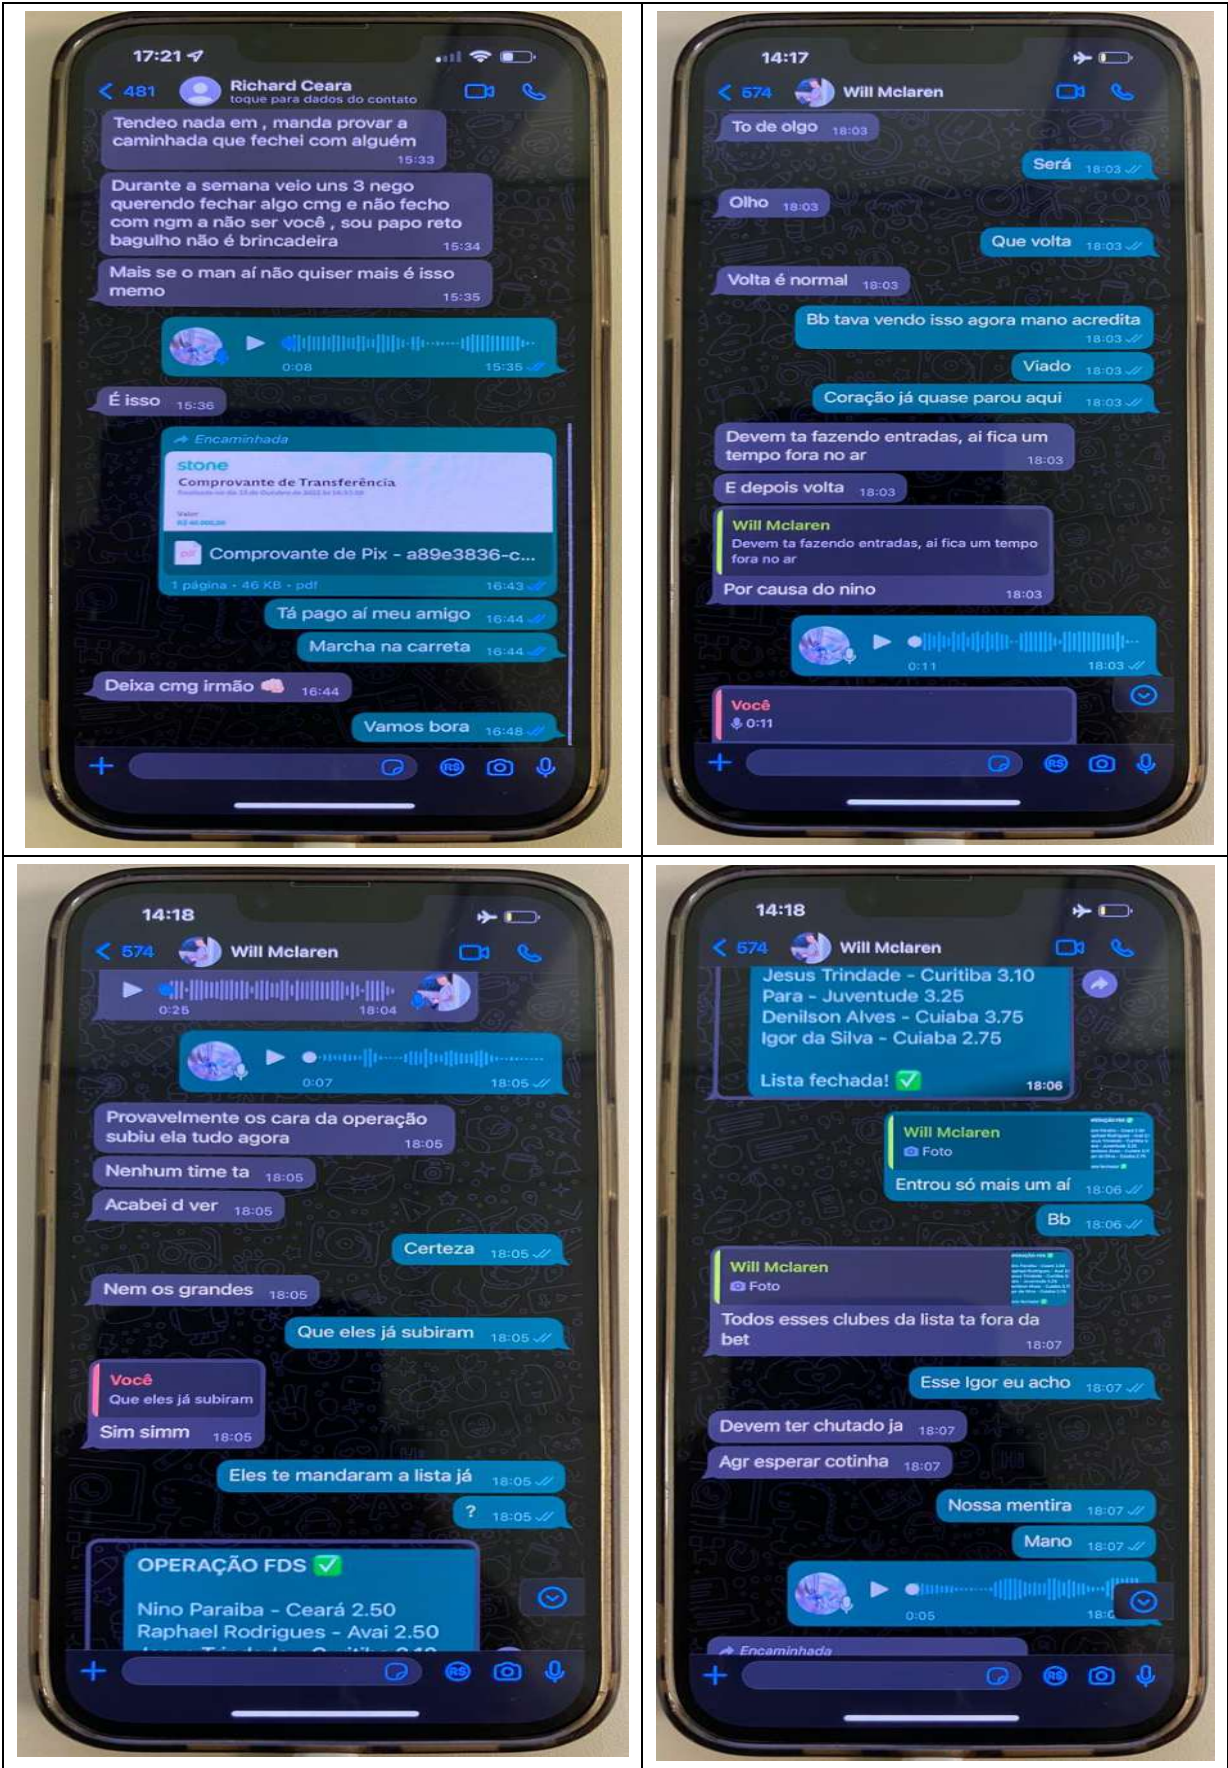 17:21
481
Richard Ceara
toque para dados do contato
Tendeo nada em , manda provar a
caminhada que fechei com alguém
15:33
Durante a semana veio uns 3 nego
querendo fechar algo cmg e não fecho
com ngm a não ser você , sou papo reto
bagulho não é brincadeira
15:34
Mais se o man aí não quiser mais é isso
memo
15:35
0:08 15:35
É isso 15:36
Encaminhada
stone
Comprovante de Transferência
Valor
Comprovante de Pix - a89e3836-c...
1 página • 46 KB • pdf 16:43
Tá pago aí meu amigo 16:44
Marcha na carreta 16:44
Deixa cmg irmão 👊🏻 16:44
Vamos bora 16:48
R$
14:17
574
Will Mclaren
To de olgo 18:03
Será 18:03
Olho 18:03
Que volta 18:03
Volta é normal 18:03
Bb tava vendo isso agora mano acredita
18:03
Viado 18:03
Coração já quase parou aqui 18:03
Devem ta fazendo entradas, ai fica um
tempo fora no ar
18:03
E depois volta 18:03
Will Mclaren
Devem ta fazendo entradas, ai fica um tempo
fora no ar
Por causa do nino 18:03
0:11 18:03
Você
0:11
R$
14:18
574
Will Mclaren
0:25 18:04
0:07 18:05
Provavelmente os cara da operação
subiu ela tudo agora
18:05
Nenhum time ta 18:05
Acabei d ver 18:05
Certeza 18:05
Nem os grandes 18:05
Que eles já subiram 18:05
Você
Que eles já subiram
Sim simm 18:05
Eles te mandaram a lista já 18:05
? 18:05
OPERAÇÃO FDS ✅
Nino Paraiba - Ceará 2.50
Raphael Rodrigues - Avai 2.50
R$
14:18
574
Will Mclaren
Jesus Trindade - Curitiba 3.10
Para - Juventude 3.25
Denilson Alves - Cuiaba 3.75
Igor da Silva - Cuiaba 2.75
Lista fechada! ✅
18:06
Will Mclaren
Foto
Entrou só mais um aí 18:06
Bb 18:06
Will Mclaren
Foto
Todos esses clubes da lista ta fora da
bet
18:07
Esse Igor eu acho 18:07
Devem ter chutado ja 18:07
Agr esperar cotinha 18:07
Nossa mentira 18:07
Mano 18:07
0:05
Encaminhada
R$